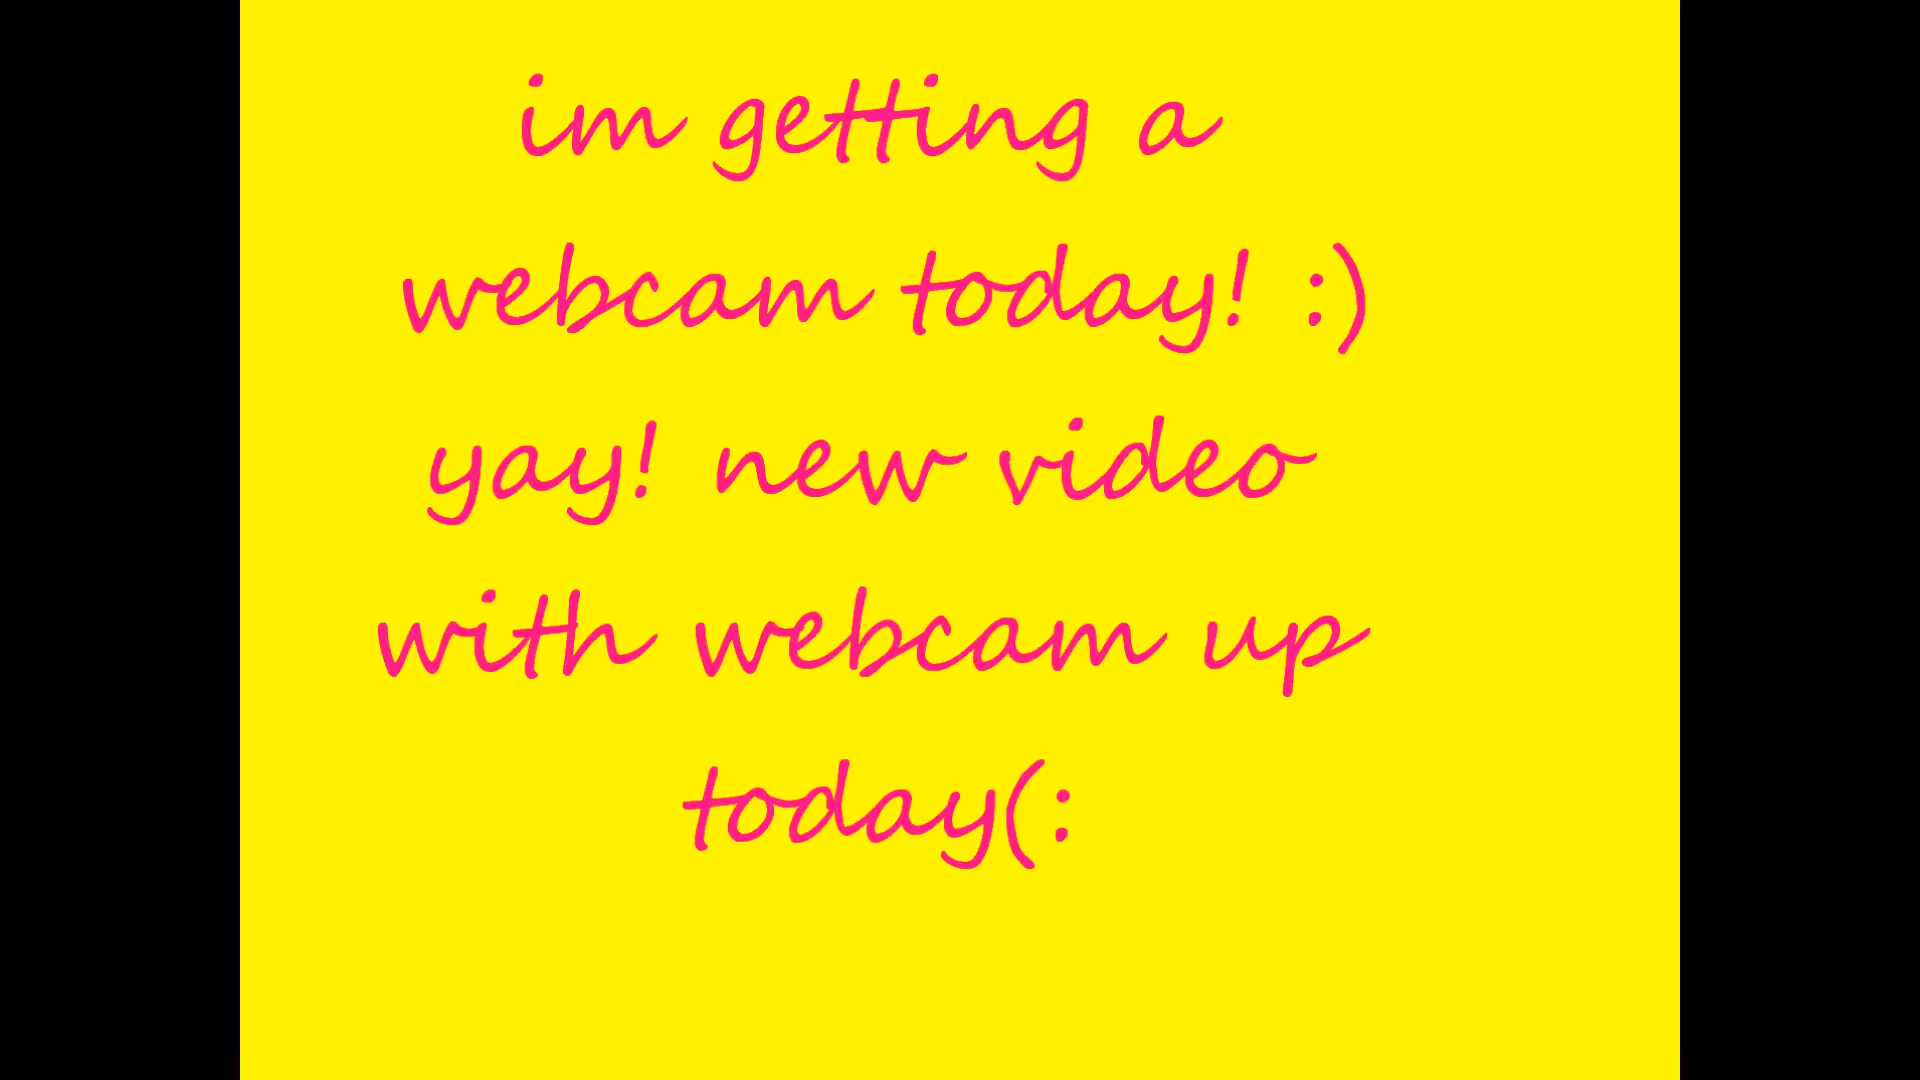 im getting a
webcam today! :)
yay! new video
with webcam up
today(: